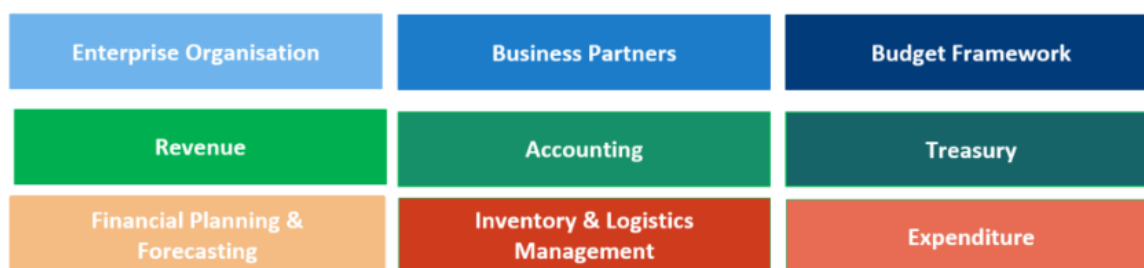 Enterprise Organisation
Business Partners
Budget Framework
Revenue
Accounting
Treasury
Financial Planning &
Forecasting
Inventory & Logistics
Management
Expenditure